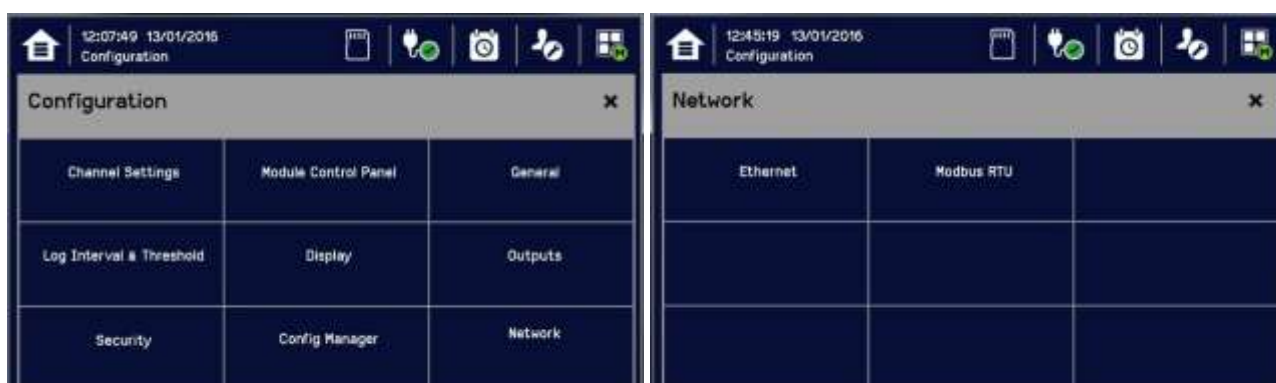 12:07:49 13/01/2016
Configuration
Configuration ×
Channel Settings Module Control Panel General
Log Interval & Threshold Display Outputs
Security Config Manager Network
12:45:19 13/01/2016
Configuration
Network ×
Ethernet Modbus RTU